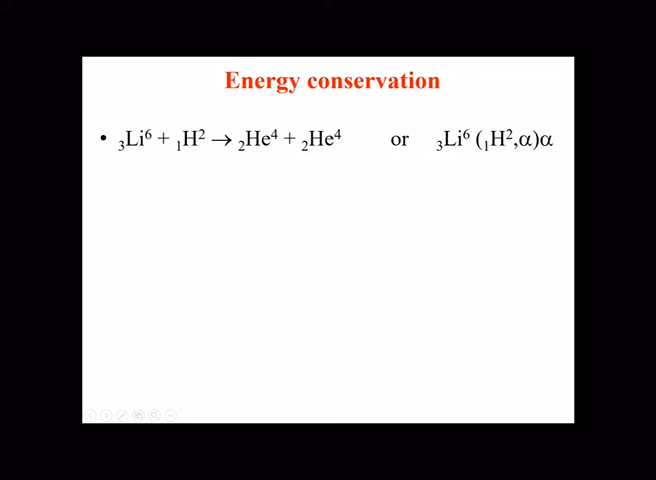 Energy conservation
• ₃Li⁶ + ₁H² → ₂He⁴ + ₂He⁴ or ₃Li⁶ (₁H²,α)α